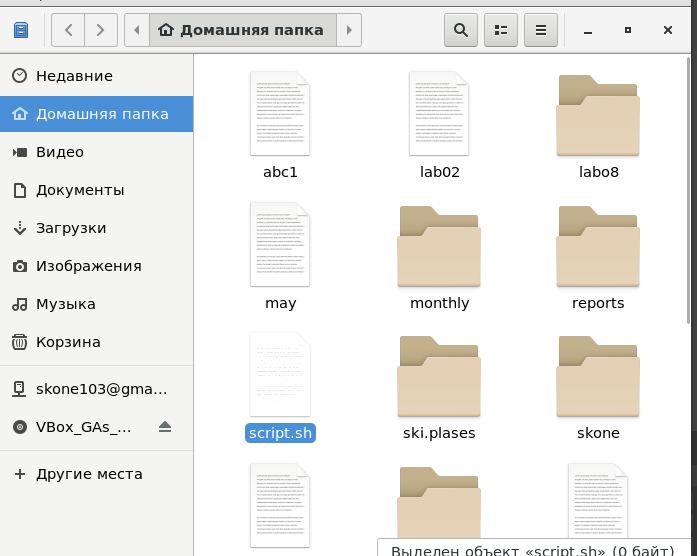 Домашняя папка
Недавние
Домашняя папка
Видео
Документы
Загрузки
Изображения
Музыка
Корзина
skone103@gma...
VBox_GAs_...
Другие места
abc1
lab02
labo8
may
monthly
reports
script.sh
ski.plases
skone
Выделен объект «script.sh» (0 байт)